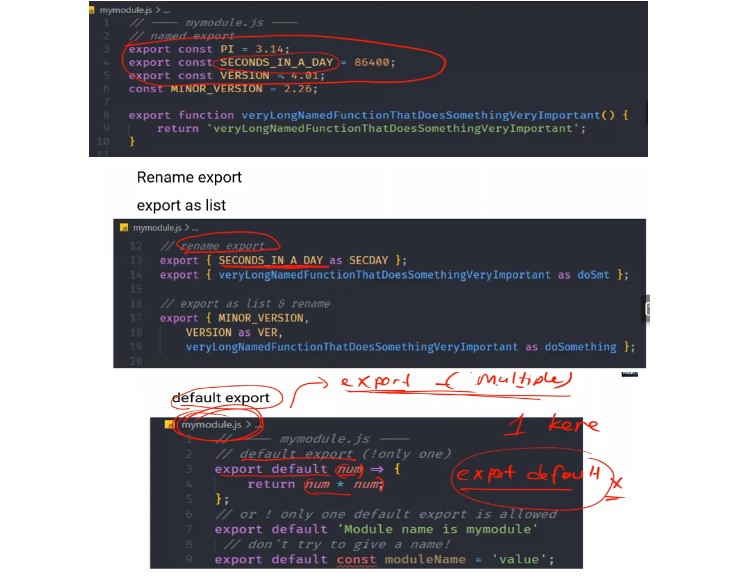 mymodule.js > ...
1 // ―― mymodule.js ――
2 // named export
3 export const PI = 3.14;
4 export const SECONDS_IN_A_DAY = 86400;
5 export const VERSION = 4.01;
6 const MINOR_VERSION = 2.26;
7
8 export function veryLongNamedFunctionThatDoesSomethingVeryImportant() {
9 return 'veryLongNamedFunctionThatDoesSomethingVeryImportant';
10 }
11
Rename export
export as list
mymodule.js > ...
12 // rename export
13 export { SECONDS_IN_A_DAY as SECDAY };
14 export { veryLongNamedFunctionThatDoesSomethingVeryImportant as doSmt };
15
16 // export as list & rename
17 export { MINOR_VERSION,
18 VERSION as VER,
19 veryLongNamedFunctionThatDoesSomethingVeryImportant as doSomething };
20
export (multiple)
default export
mymodule.js > ...
1 kere
1 // ―― mymodule.js ――
2 // default export (!only one)
3 export default num => {
export default x
4 return num * num;
5 };
6 // or ! only one default export is allowed
7 export default 'Module name is mymodule'
8 // don't try to give a name!
9 export default const moduleName = 'value';